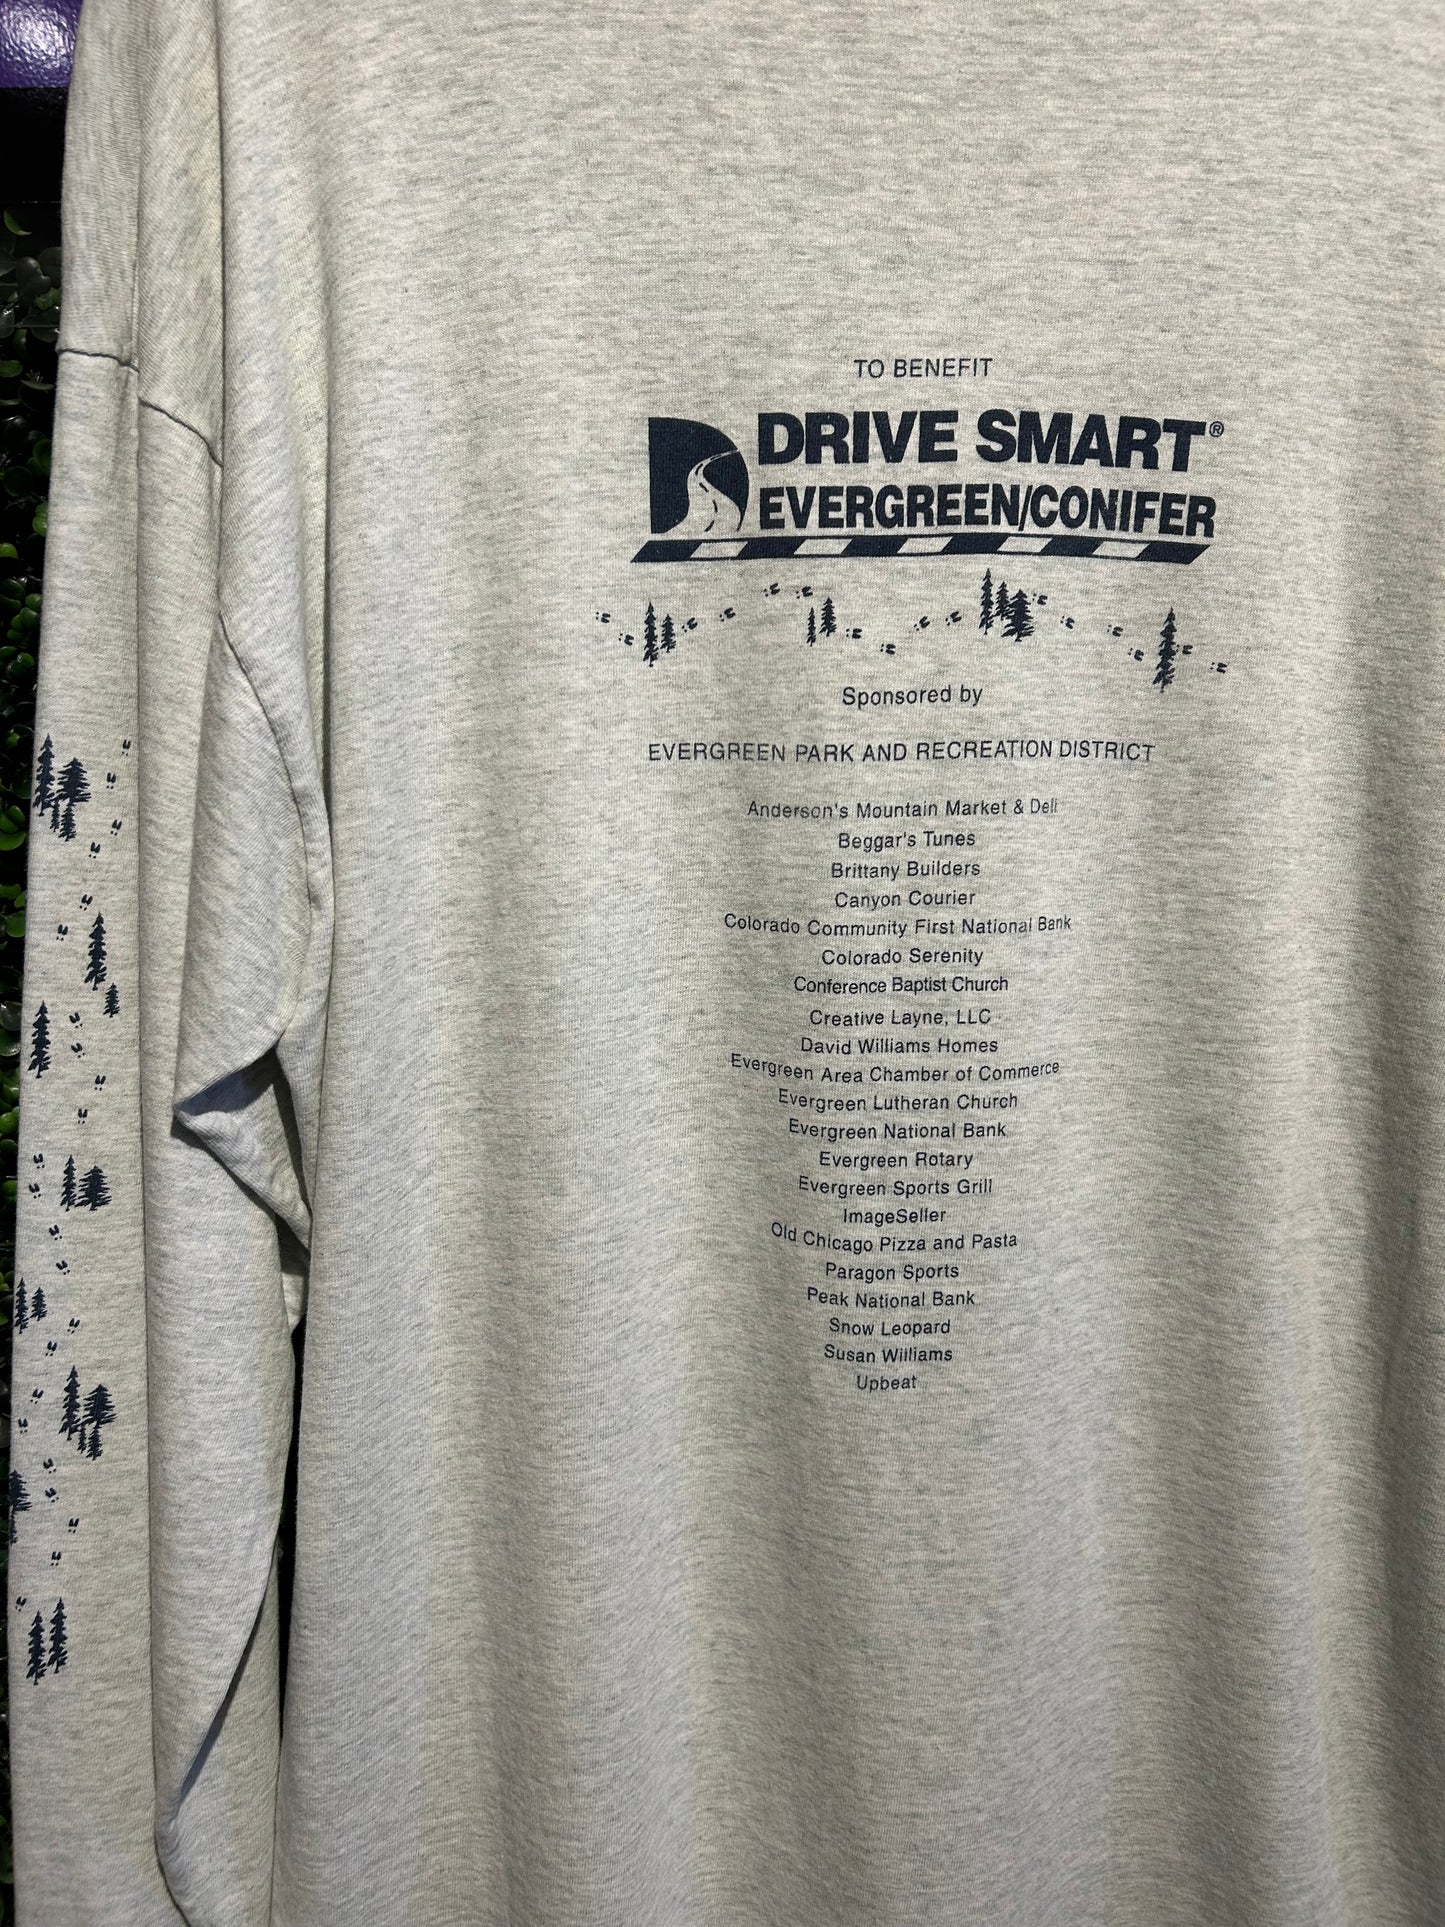 TO BENEFIT
DRIVE SMART®
EVERGREEN/CONIFER
Sponsored by
EVERGREEN PARK AND RECREATION DISTRICT
Anderson's Mountain Market & Deli
Beggar's Tunes
Brittany Builders
Canyon Courier
Colorado Community First National Bank
Colorado Serenity
Conference Baptist Church
Creative Layne, LLC
David Williams Homes
Evergreen Area Chamber of Commerce
Evergreen Lutheran Church
Evergreen National Bank
Evergreen Rotary
Evergreen Sports Grill
ImageSeller
Old Chicago Pizza and Pasta
Paragon Sports
Peak National Bank
Snow Leopard
Susan Williams
Upbeat